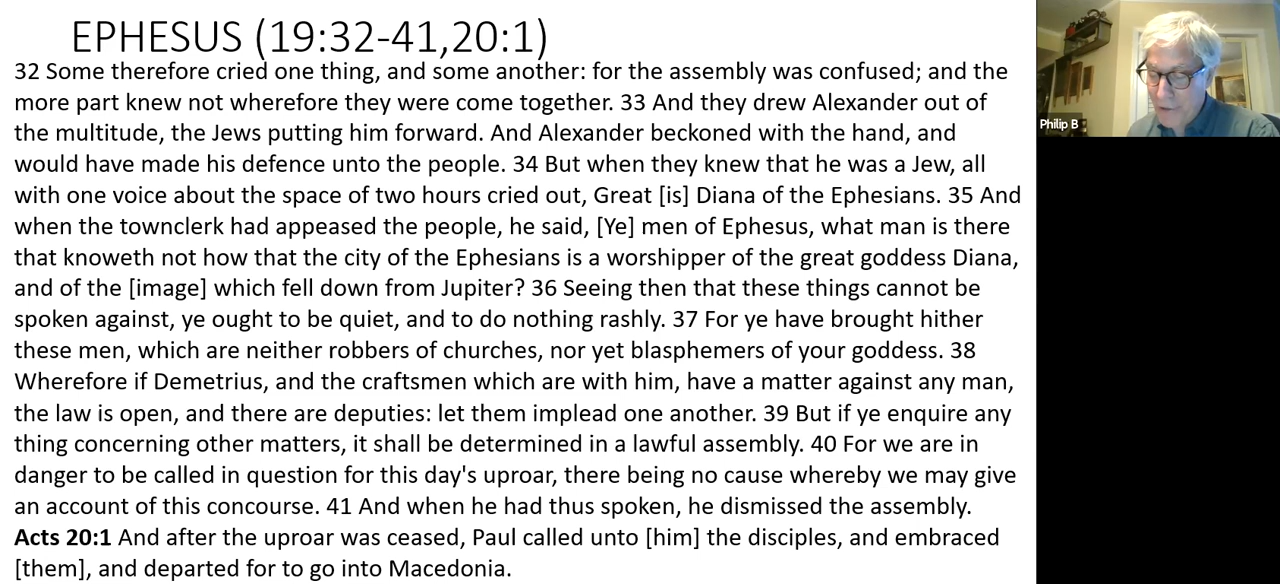 EPHESUS (19:32-41,20:1)
32 Some therefore cried one thing, and some another: for the assembly was confused; and the
more part knew not wherefore they were come together. 33 And they drew Alexander out of
the multitude, the Jews putting him forward. And Alexander beckoned with the hand, and
would have made his defence unto the people. 34 But when they knew that he was a Jew, all
with one voice about the space of two hours cried out, Great [is] Diana of the Ephesians. 35 And
when the townclerk had appeased the people, he said, [Ye] men of Ephesus, what man is there
that knoweth not how that the city of the Ephesians is a worshipper of the great goddess Diana,
and of the [image] which fell down from Jupiter? 36 Seeing then that these things cannot be
spoken against, ye ought to be quiet, and to do nothing rashly. 37 For ye have brought hither
these men, which are neither robbers of churches, nor yet blasphemers of your goddess. 38
Wherefore if Demetrius, and the craftsmen which are with him, have a matter against any man,
the law is open, and there are deputies: let them implead one another. 39 But if ye enquire any
thing concerning other matters, it shall be determined in a lawful assembly. 40 For we are in
danger to be called in question for this day's uproar, there being no cause whereby we may give
an account of this concourse. 41 And when he had thus spoken, he dismissed the assembly.
Acts 20:1 And after the uproar was ceased, Paul called unto [him] the disciples, and embraced
[them], and departed for to go into Macedonia.
Philip B